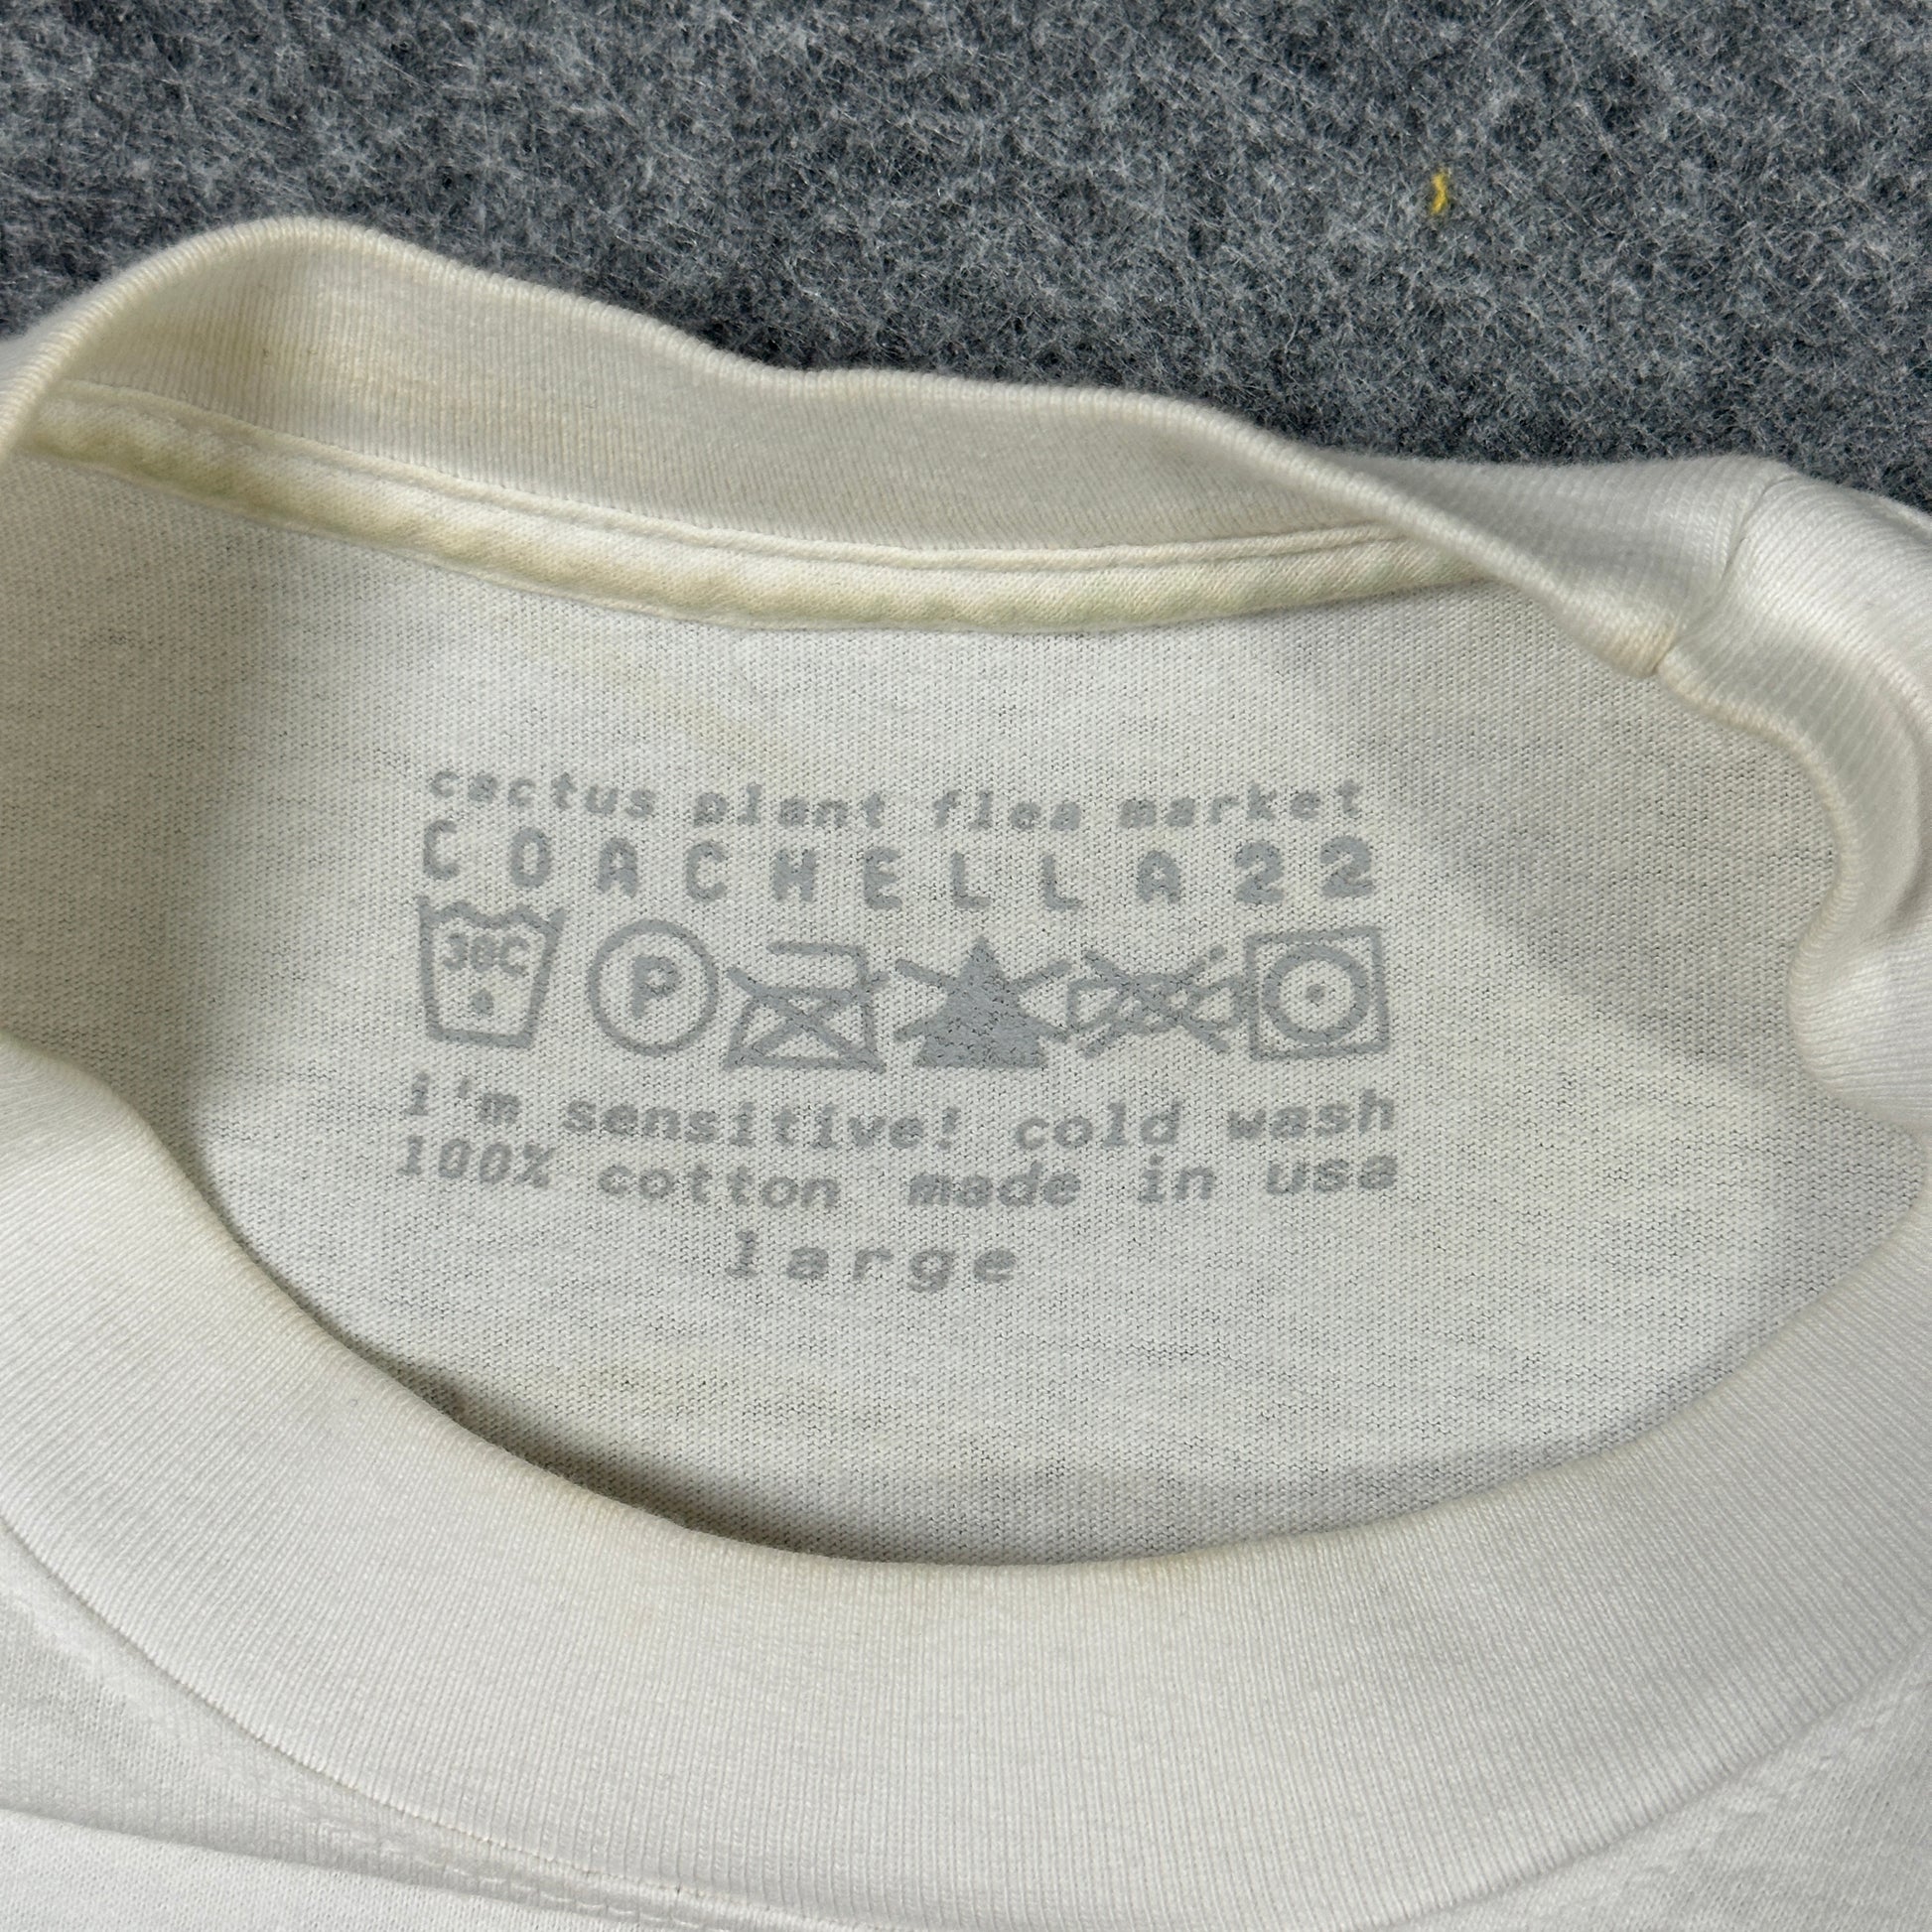 cactus plant flea market
COACHELLA22
30C
P
i'm sensitive! cold wash
100% cotton made in usa
large